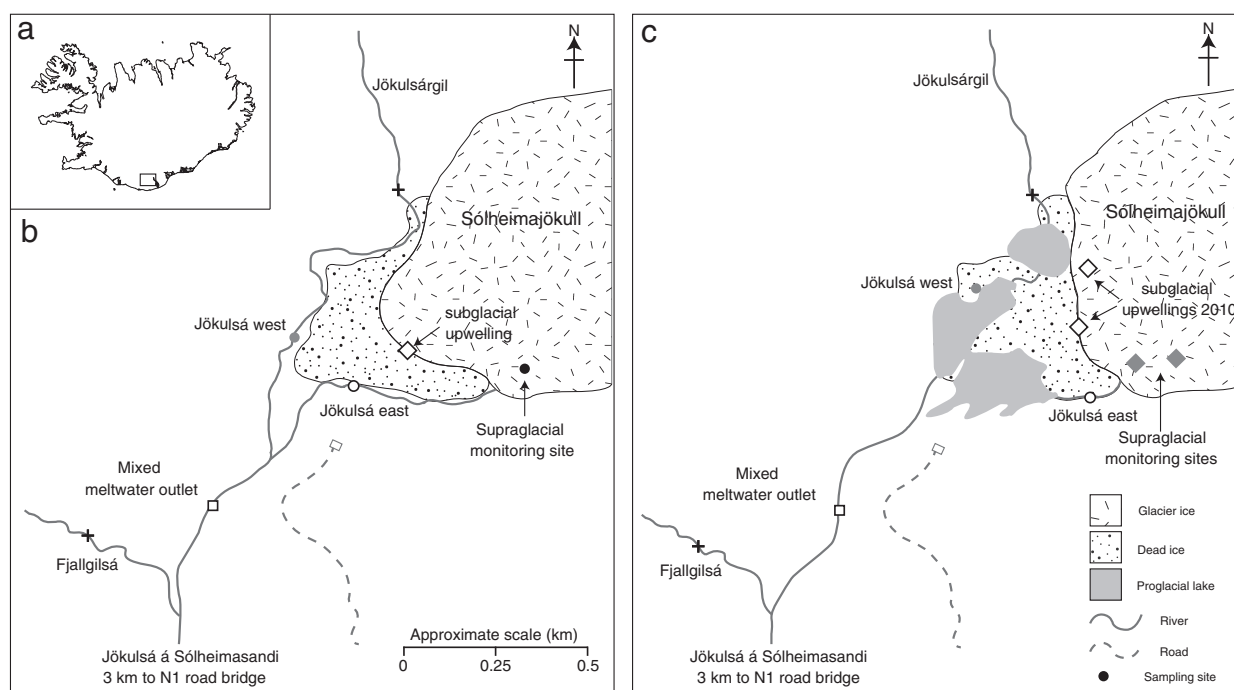 a
b
N
Jökulsárgil
Sólheimajökull
subglacial
upwelling
Jökulsá west
Jökulsá east
Supraglacial
monitoring site
Mixed
meltwater outlet
Fjallgilsá
Jökulsá á Sólheimasandi
3 km to N1 road bridge
Approximate scale (km)
0 0.25 0.5
c
N
Jökulsárgil
Sólheimajökull
Jökulsá west
subglacial
upwellings 2010
Jökulsá east
Supraglacial
monitoring sites
Mixed
meltwater outlet
Fjallgilsá
Jökulsá á Sólheimasandi
3 km to N1 road bridge
Glacier ice
Dead ice
Proglacial lake
River
Road
Sampling site